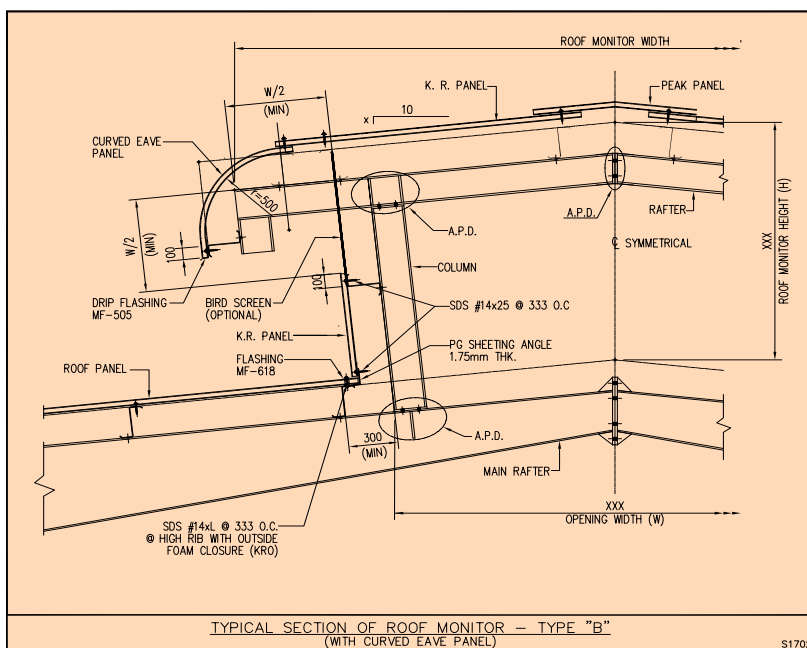 ROOF MONITOR WIDTH
W/2
(MIN)
K. R. PANEL
PEAK PANEL
10
x
CURVED EAVE
PANEL
r=500
A.P.D.
A.P.D.
RAFTER
W/2
(MIN)
100
℄ SYMMETRICAL
XXX
ROOF MONITOR HEIGHT (H)
COLUMN
100
DRIP FLASHING
MF-505
BIRD SCREEN
(OPTIONAL)
SDS #14x25 @ 333 O.C
K.R. PANEL
PG SHEETING ANGLE
1.75mm THK.
FLASHING
MF-618
ROOF PANEL
300
(MIN)
A.P.D.
MAIN RAFTER
XXX
OPENING WIDTH (W)
SDS #14xL @ 333 O.C.
@ HIGH RIB WITH OUTSIDE
FOAM CLOSURE (KRO)
TYPICAL SECTION OF ROOF MONITOR – TYPE "B"
(WITH CURVED EAVE PANEL)